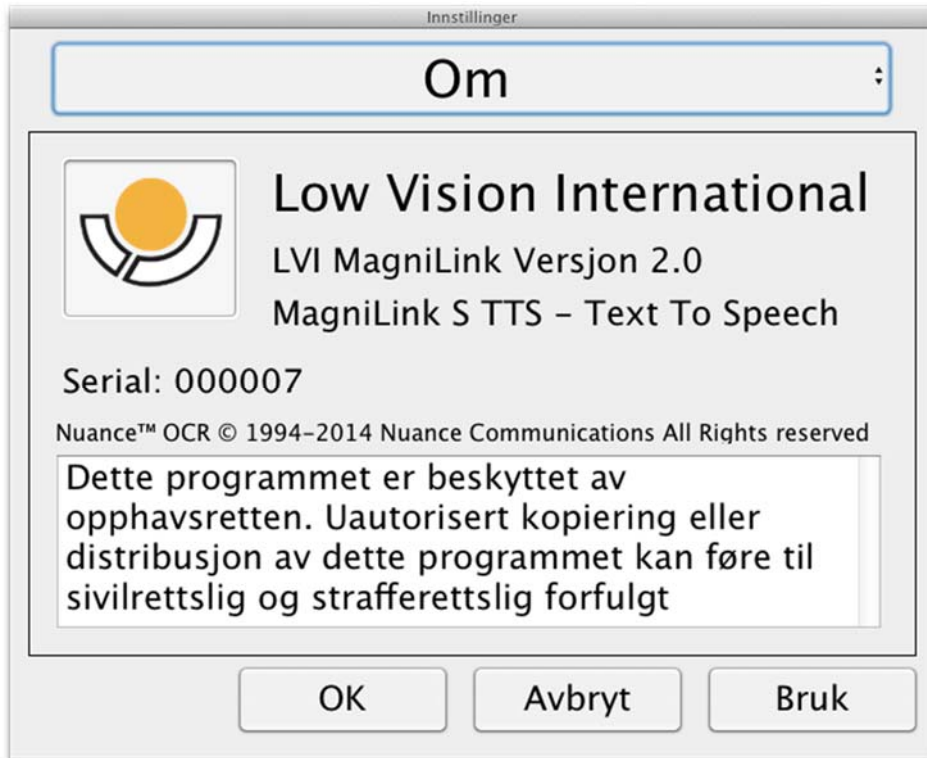 Innstillinger
Om
Low Vision International
LVI MagniLink Versjon 2.0
MagniLink S TTS – Text To Speech
Serial: 000007
Nuance™ OCR © 1994–2014 Nuance Communications All Rights reserved
Dette programmet er beskyttet av
opphavsretten. Uautorisert kopiering eller
distribusjon av dette programmet kan føre til
sivilrettslig og strafferettslig forfulgt
OK Avbryt Bruk